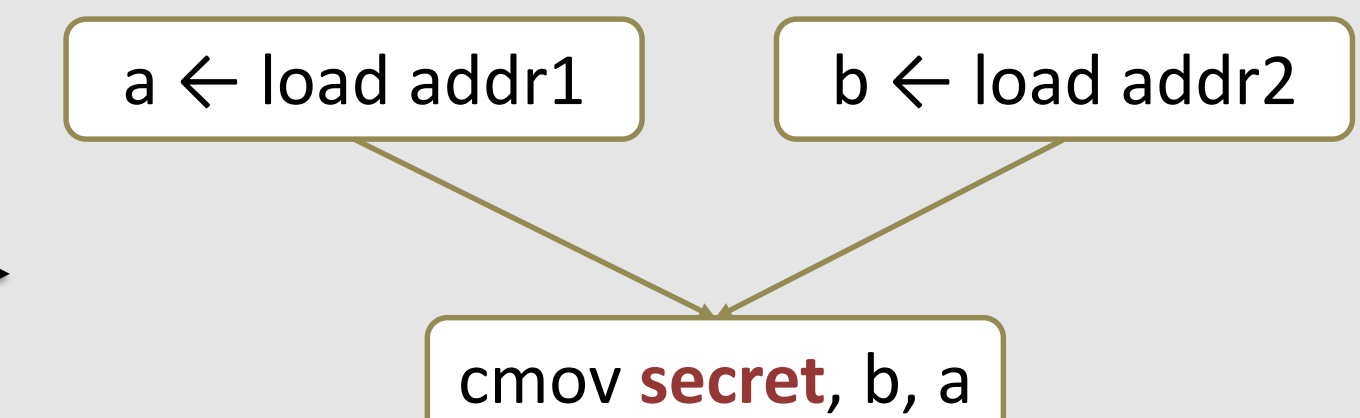 a ← load addr1
b ← load addr2
cmov secret, b, a